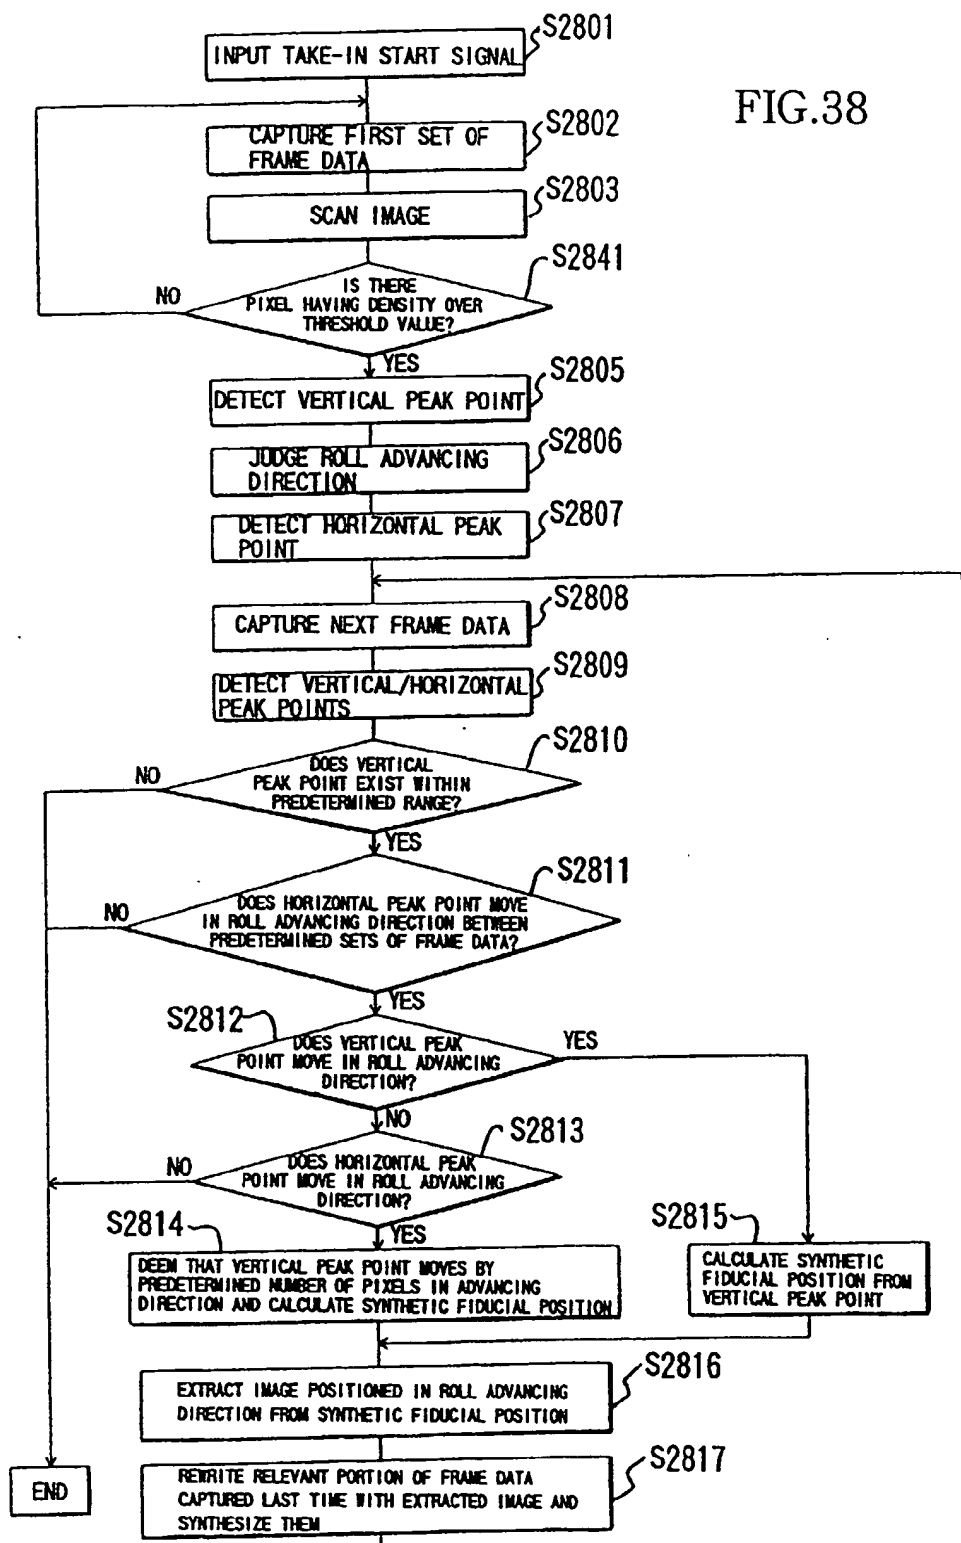 S2801
INPUT TAKE-IN START SIGNAL
FIG.38
S2802
CAPTURE FIRST SET OF
FRAME DATA
S2803
SCAN IMAGE
S2841
NO
IS THERE
PIXEL HAVING DENSITY OVER
THRESHOLD VALUE?
YES
S2805
DETECT VERTICAL PEAK POINT
S2806
JUDGE ROLL ADVANCING
DIRECTION
S2807
DETECT HORIZONTAL PEAK
POINT
S2808
CAPTURE NEXT FRAME DATA
S2809
DETECT VERTICAL/HORIZONTAL
PEAK POINTS
S2810
NO
DOES VERTICAL
PEAK POINT EXIST WITHIN
PREDETERMINED RANGE?
YES
S2811
NO
DOES HORIZONTAL PEAK POINT MOVE
IN ROLL ADVANCING DIRECTION BETWEEN
PREDETERMINED SETS OF FRAME DATA?
YES
S2812
YES
DOES VERTICAL PEAK
POINT MOVE IN ROLL ADVANCING
DIRECTION?
NO
S2813
NO
DOES HORIZONTAL PEAK
POINT MOVE IN ROLL ADVANCING
DIRECTION?
YES
S2814
DEEM THAT VERTICAL PEAK POINT MOVES BY
PREDETERMINED NUMBER OF PIXELS IN ADVANCING
DIRECTION AND CALCULATE SYNTHETIC FIDUCIAL POSITION
S2815
CALCULATE SYNTHETIC
FIDUCIAL POSITION FROM
VERTICAL PEAK POINT
S2816
EXTRACT IMAGE POSITIONED IN ROLL ADVANCING
DIRECTION FROM SYNTHETIC FIDUCIAL POSITION
S2817
REWRITE RELEVANT PORTION OF FRAME DATA
CAPTURED LAST TIME WITH EXTRACTED IMAGE AND
SYNTHESIZE THEM
END